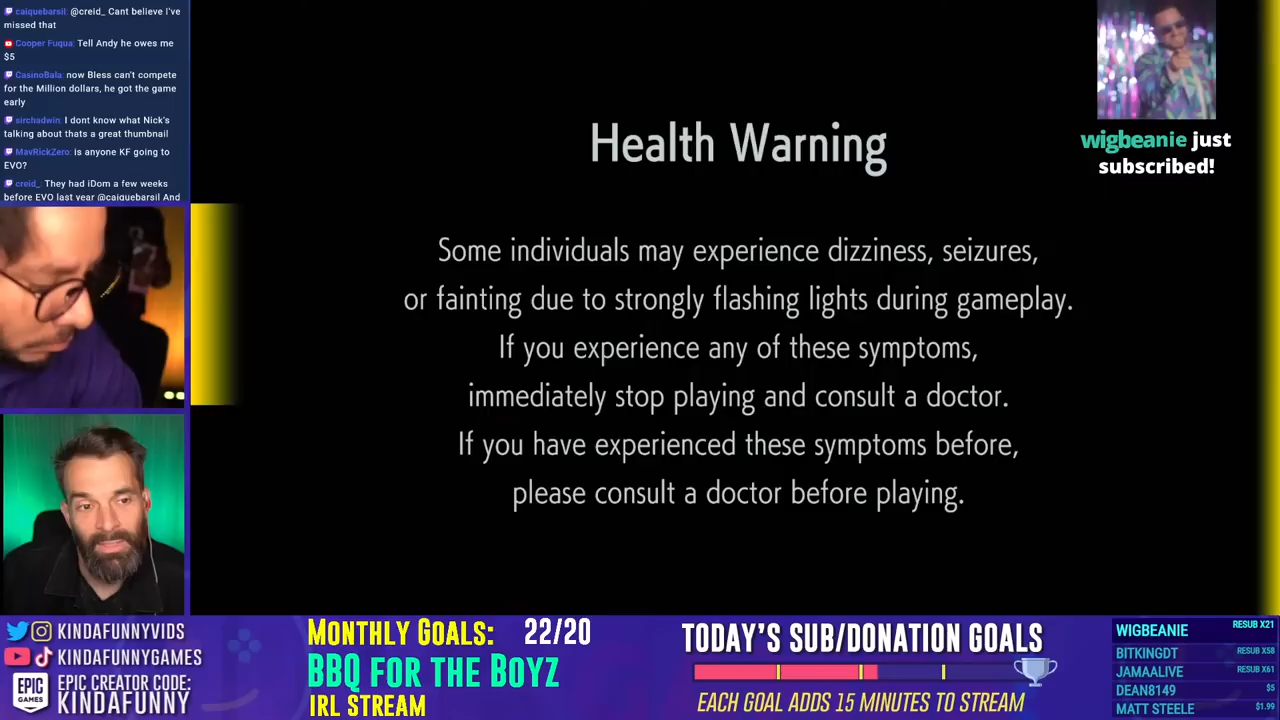 caiquebarsil: @creid_ Cant believe I've
missed that
Cooper Fuqua: Tell Andy he owes me
$5
CasinoBala: now Bless can't compete
for the Million dollars, he got the game
early
sirchadwin: I dont know what Nick's
talking about thats a great thumbnail
MavRickZero: is anyone KF going to
EVO?
creid_: They had iDom a few weeks
before EVO last year @caiquebarsil And
Health Warning
Some individuals may experience dizziness, seizures,
or fainting due to strongly flashing lights during gameplay.
If you experience any of these symptoms,
immediately stop playing and consult a doctor.
If you have experienced these symptoms before,
please consult a doctor before playing.
wigbeanie just
subscribed!
KINDAFUNNYVIDS
KINDAFUNNYGAMES
EPIC GAMES
EPIC CREATOR CODE:
KINDAFUNNY
MONTHLY GOALS: 22/20
BBQ FOR THE BOYZ
IRL STREAM
TODAY'S SUB/DONATION GOALS
EACH GOAL ADDS 15 MINUTES TO STREAM
WIGBEANIE RESUB X21
BITKINGDT RESUB X58
JAMAALIVE RESUB X61
DEAN8149 $5
MATT STEELE $1.99